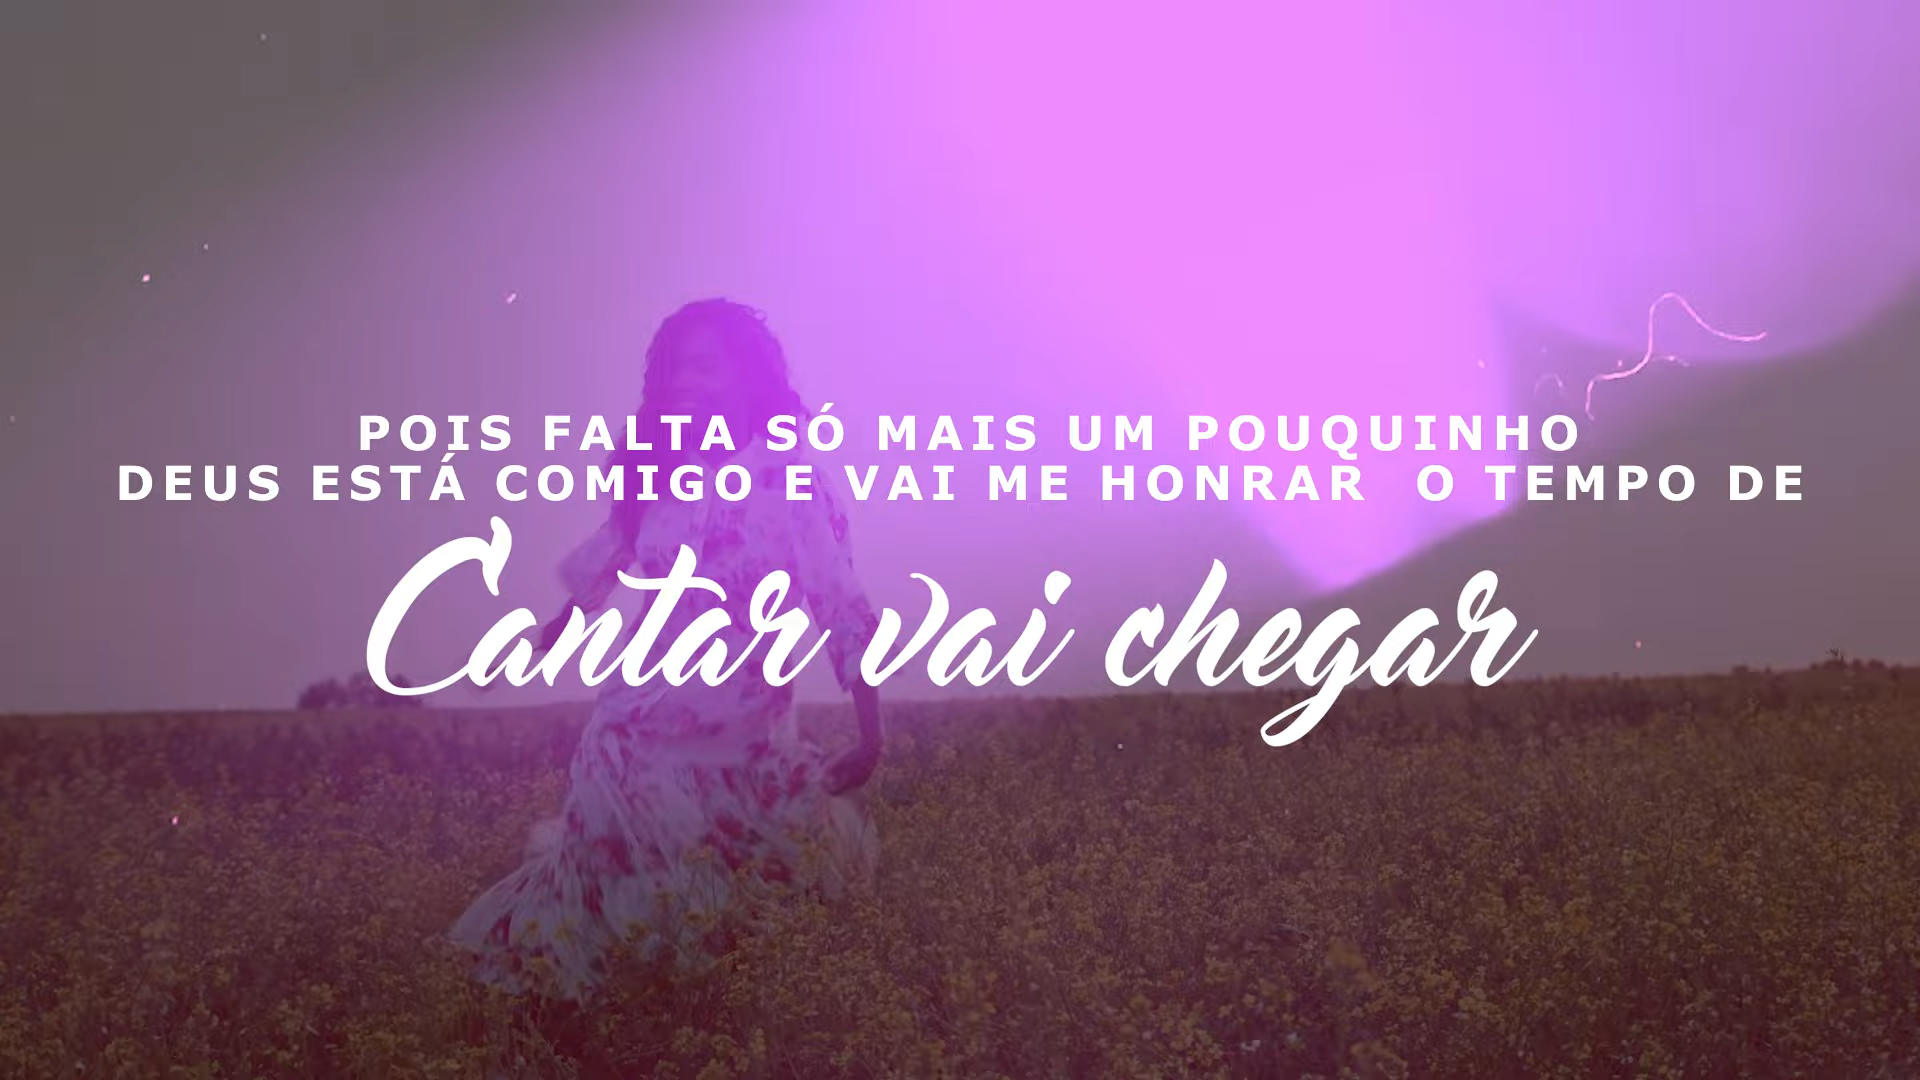 POIS FALTA SÓ MAIS UM POUQUINHO
DEUS ESTÁ COMIGO E VAI ME HONRAR O TEMPO DE
Cantar vai chegar